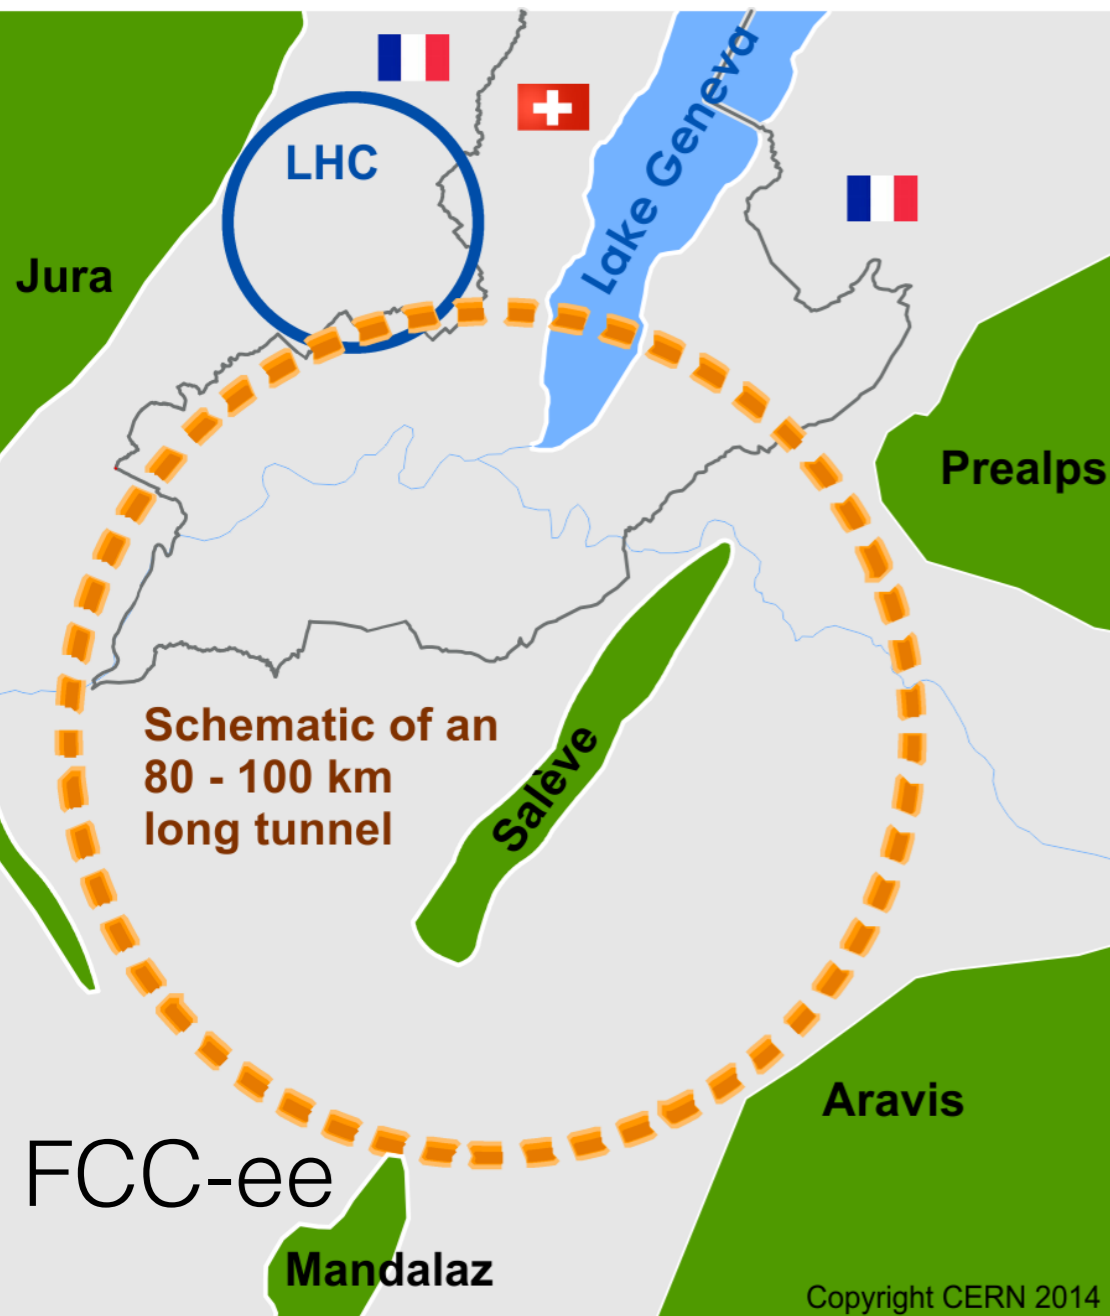 LHC
Lake Geneva
Jura
Prealps
Schematic of an
80 - 100 km
long tunnel
Salève
Aravis
FCC-ee
Mandalaz
Copyright CERN 2014